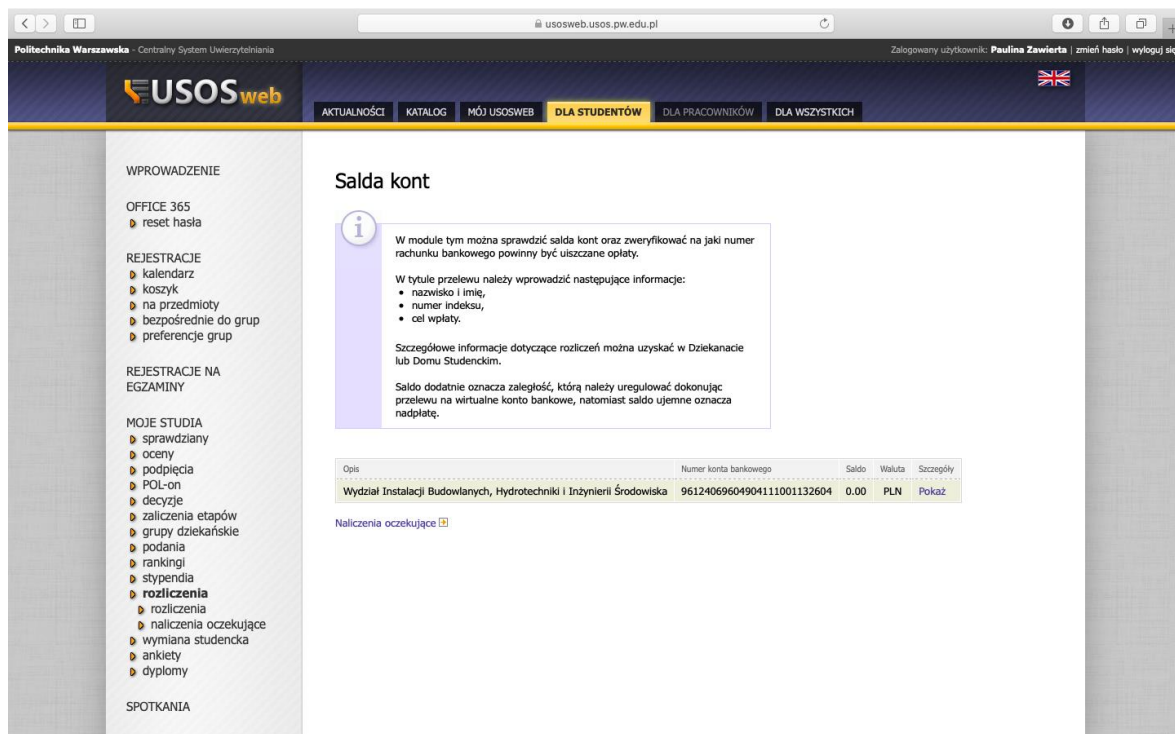 usosweb.usos.pw.edu.pl
Politechnika Warszawska - Centralny System Uwierzytelniania
Zalogowany użytkownik: Paulina Zawierta | zmień hasło | wyloguj się
USOSweb
AKTUALNOŚCI KATALOG MÓJ USOSWEB DLA STUDENTÓW DLA PRACOWNIKÓW DLA WSZYSTKICH
WPROWADZENIE
OFFICE 365
reset hasła
REJESTRACJE
kalendarz
koszyk
na przedmioty
bezpośrednie do grup
preferencje grup
REJESTRACJE NA
EGZAMINY
MOJE STUDIA
sprawdziany
oceny
podpięcia
POL-on
decyzje
zaliczenia etapów
grupy dziekańskie
podania
rankingi
stypendia
rozliczenia
rozliczenia
naliczenia oczekujące
wymiana studencka
ankiety
dyplomy
SPOTKANIA
Salda kont
i
W module tym można sprawdzić salda kont oraz zweryfikować na jaki numer
rachunku bankowego powinny być uiszczane opłaty.
W tytule przelewu należy wprowadzić następujące informacje:
• nazwisko i imię,
• numer indeksu,
• cel wpłaty.
Szczegółowe informacje dotyczące rozliczeń można uzyskać w Dziekanacie
lub Domu Studenckim.
Saldo dodatnie oznacza zaległość, którą należy uregulować dokonując
przelewu na wirtualne konto bankowe, natomiast saldo ujemne oznacza
nadpłatę.
Opis Numer konta bankowego Saldo Waluta Szczegóły
Wydział Instalacji Budowlanych, Hydrotechniki i Inżynierii Środowiska 96124069604904111001132604 0.00 PLN Pokaż
Naliczenia oczekujące